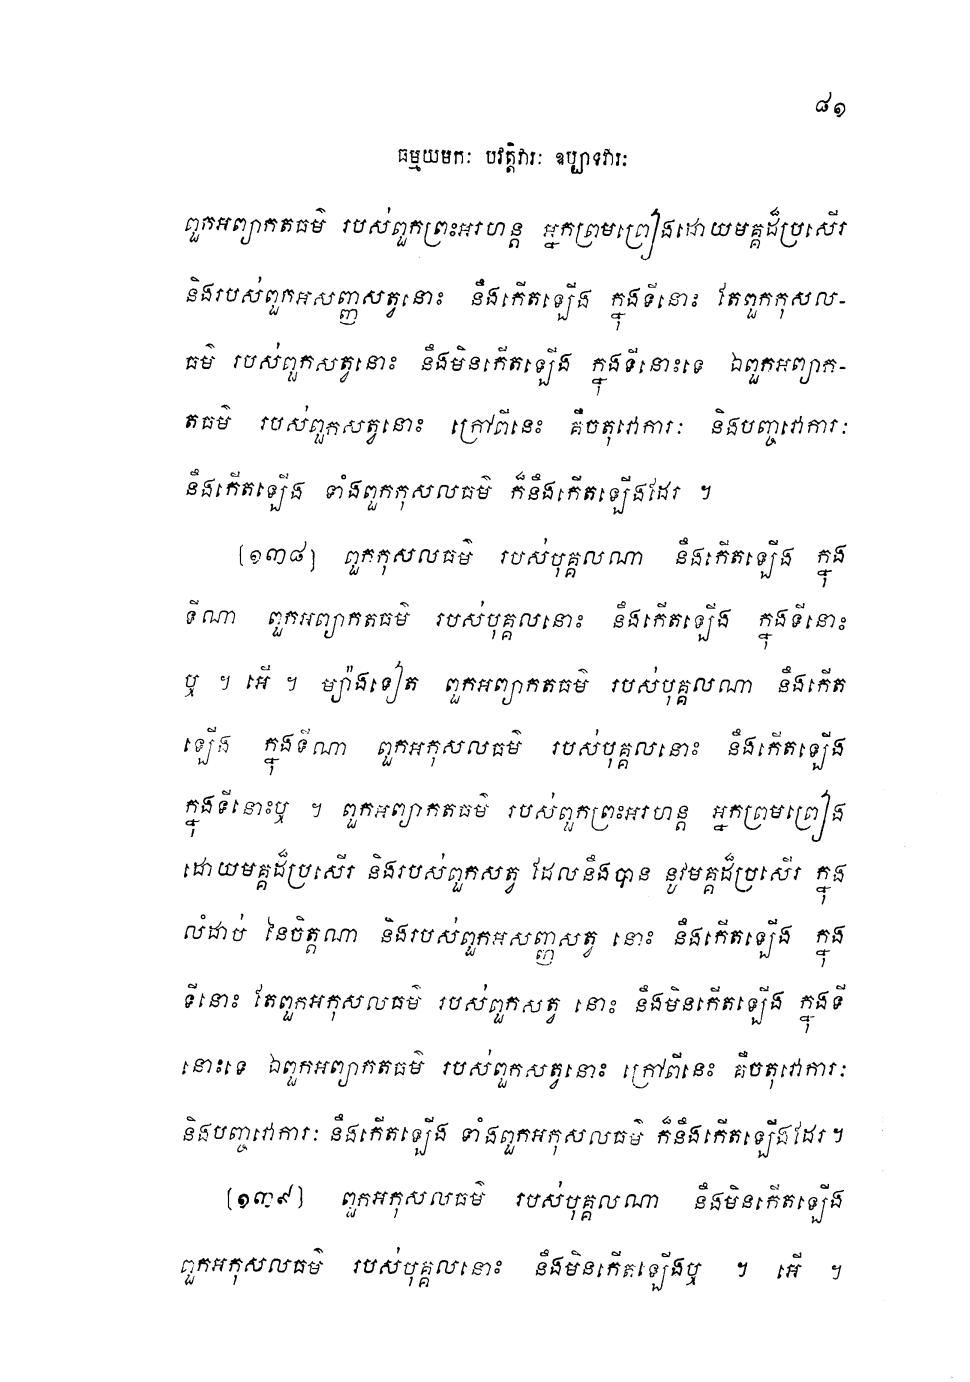 ៨១
ធម្មយមកៈ បវត្តិវារៈ ឧប្បាទវារៈ
ពួកអព្យាកតធម៌ របស់ពួកព្រះអរហន្ត អ្នកព្រមព្រៀងដោយមគ្គដ៏ប្រសើរ
និងរបស់ពួកអសញ្ញសត្វនោះ នឹងកើតឡើង ក្នុងទីនោះ តែពួកកុសល-
ធម៌ របស់ពួកសត្វនោះ នឹងមិនកើតឡើង ក្នុងទីនោះទេ ឯពួកអព្យាក-
តធម៌ របស់ពួកសត្វនោះ ក្រៅពីនេះ គឺចតុវោការៈ និងបញ្ចវោការៈ
នឹងកើតឡើង ទាំងពួកកុសលធម៌ ក៏នឹងកើតឡើងដែរ ។
[១៣៨] ពួកកុសលធម៌ របស់បុគ្គលណា នឹងកើតឡើង ក្នុង
ទីណា ពួកអព្យាកតធម៌ របស់បុគ្គលនោះ នឹងកើតឡើង ក្នុងទីនោះ
ឬ ។ អើ ។ ម្យ៉ាងទៀត ពួកអព្យាកតធម៌ របស់បុគ្គលណា នឹងកើត
ឡើង ក្នុងទីណា ពួកអកុសលធម៌ របស់បុគ្គលនោះ នឹងកើតឡើង
ក្នុងទីនោះឬ ។ ពួកអព្យាកតធម៌ របស់ពួកព្រះអរហន្ត អ្នកព្រមព្រៀង
ដោយមគ្គដ៏ប្រសើរ និងរបស់ពួកសត្វ ដែលនឹងបាន នូវមគ្គដ៏ប្រសើរ ក្នុង
លំដាប់ នៃចិត្តណា និងរបស់ពួកអសញ្ញសត្វ នោះ នឹងកើតឡើង ក្នុង
ទីនោះ តែពួកអកុសលធម៌ របស់ពួកសត្វ នោះ នឹងមិនកើតឡើង ក្នុងទី
នោះទេ ឯពួកអព្យាកតធម៌ របស់ពួកសត្វនោះ ក្រៅពីនេះ គឺចតុវោការៈ
និងបញ្ចវោការៈ នឹងកើតឡើង ទាំងពួកអកុសលធម៌ ក៏នឹងកើតឡើងដែរ ។
[១៣៩] ពួកអកុសលធម៌ របស់បុគ្គលណា នឹងមិនកើតឡើង
ពួកអកុសលធម៌ របស់បុគ្គលនោះ នឹងមិនកើតឡើងឬ ។ អើ ។